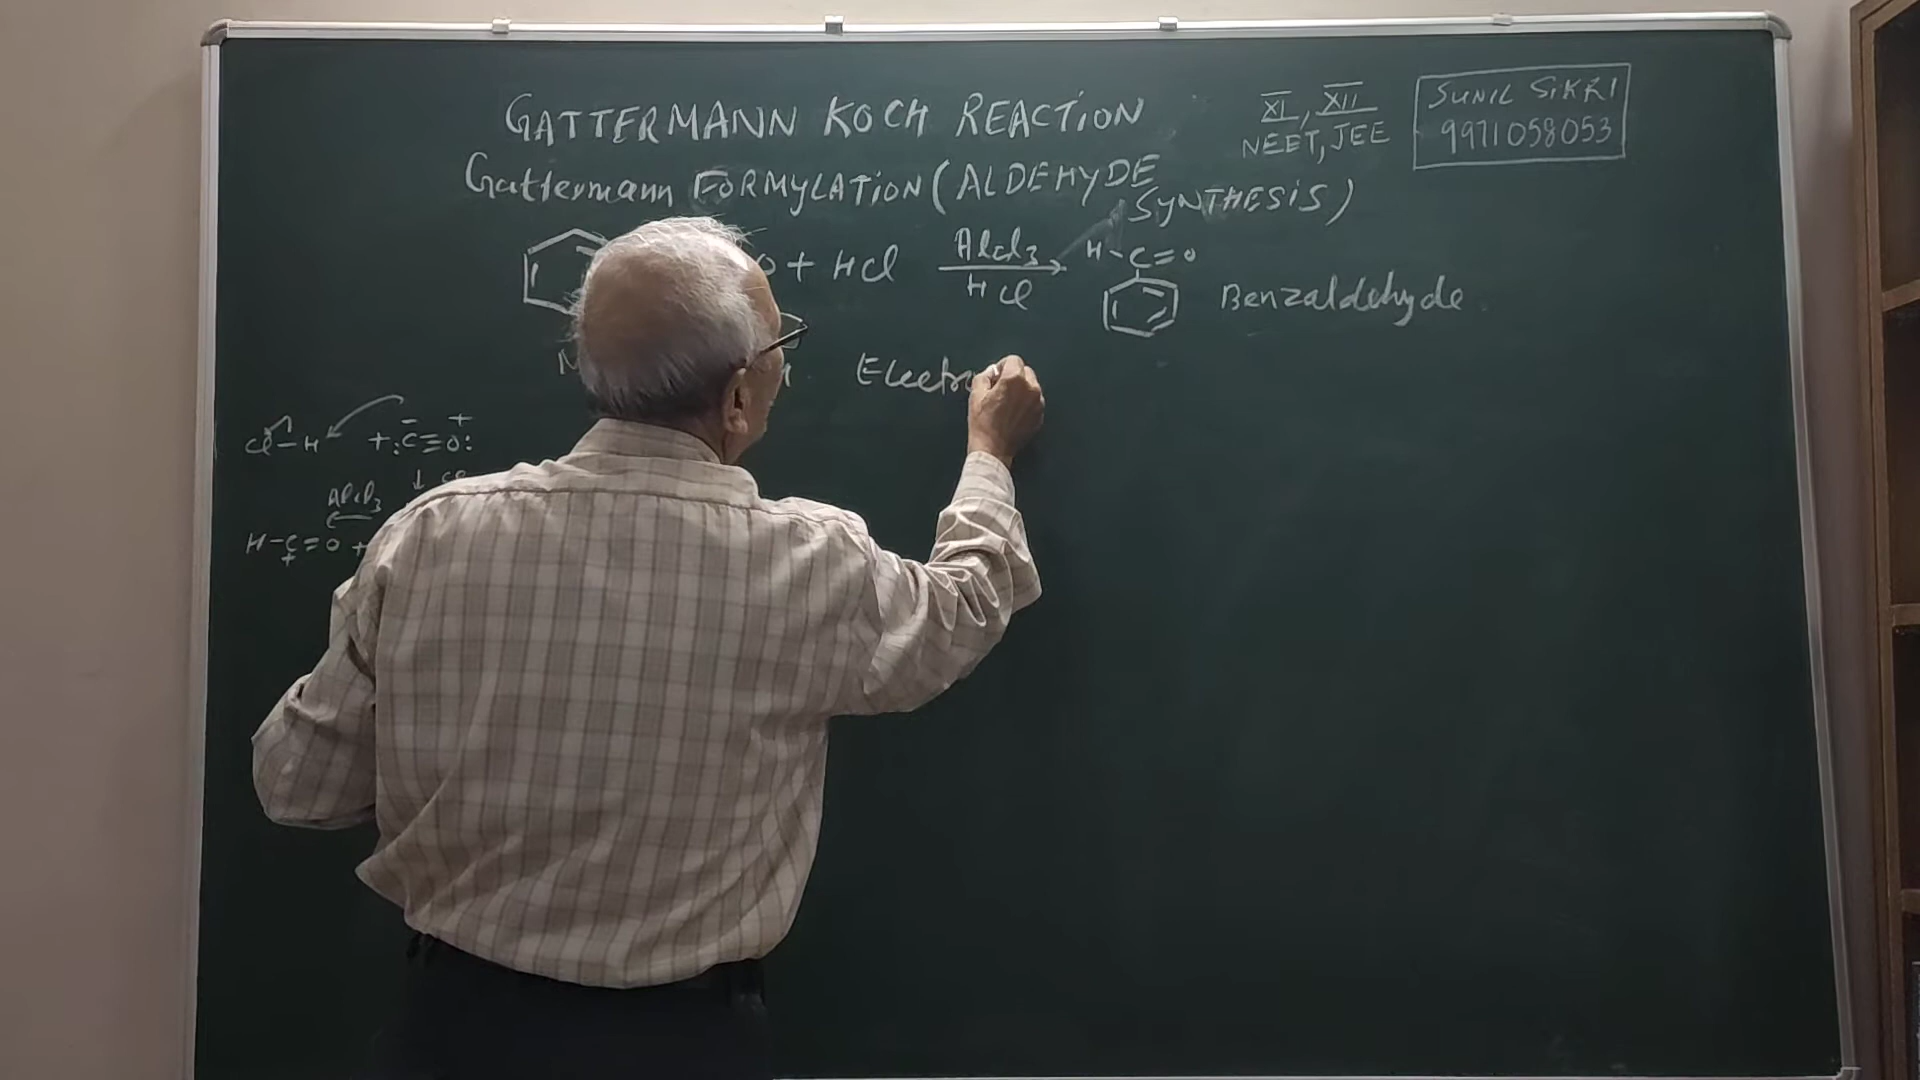 GATTERMANN KOCH REACTION
XI, XII
NEET, JEE
SUNIL SIKRI
9971058053
Gattermann FORMYLATION (ALDEHYDE
SYNTHESIS)
+ HCl AlCl3 HCl H-C=O Benzaldehyde
Cl-H + :C≡O:
AlCl3
H-C=O +